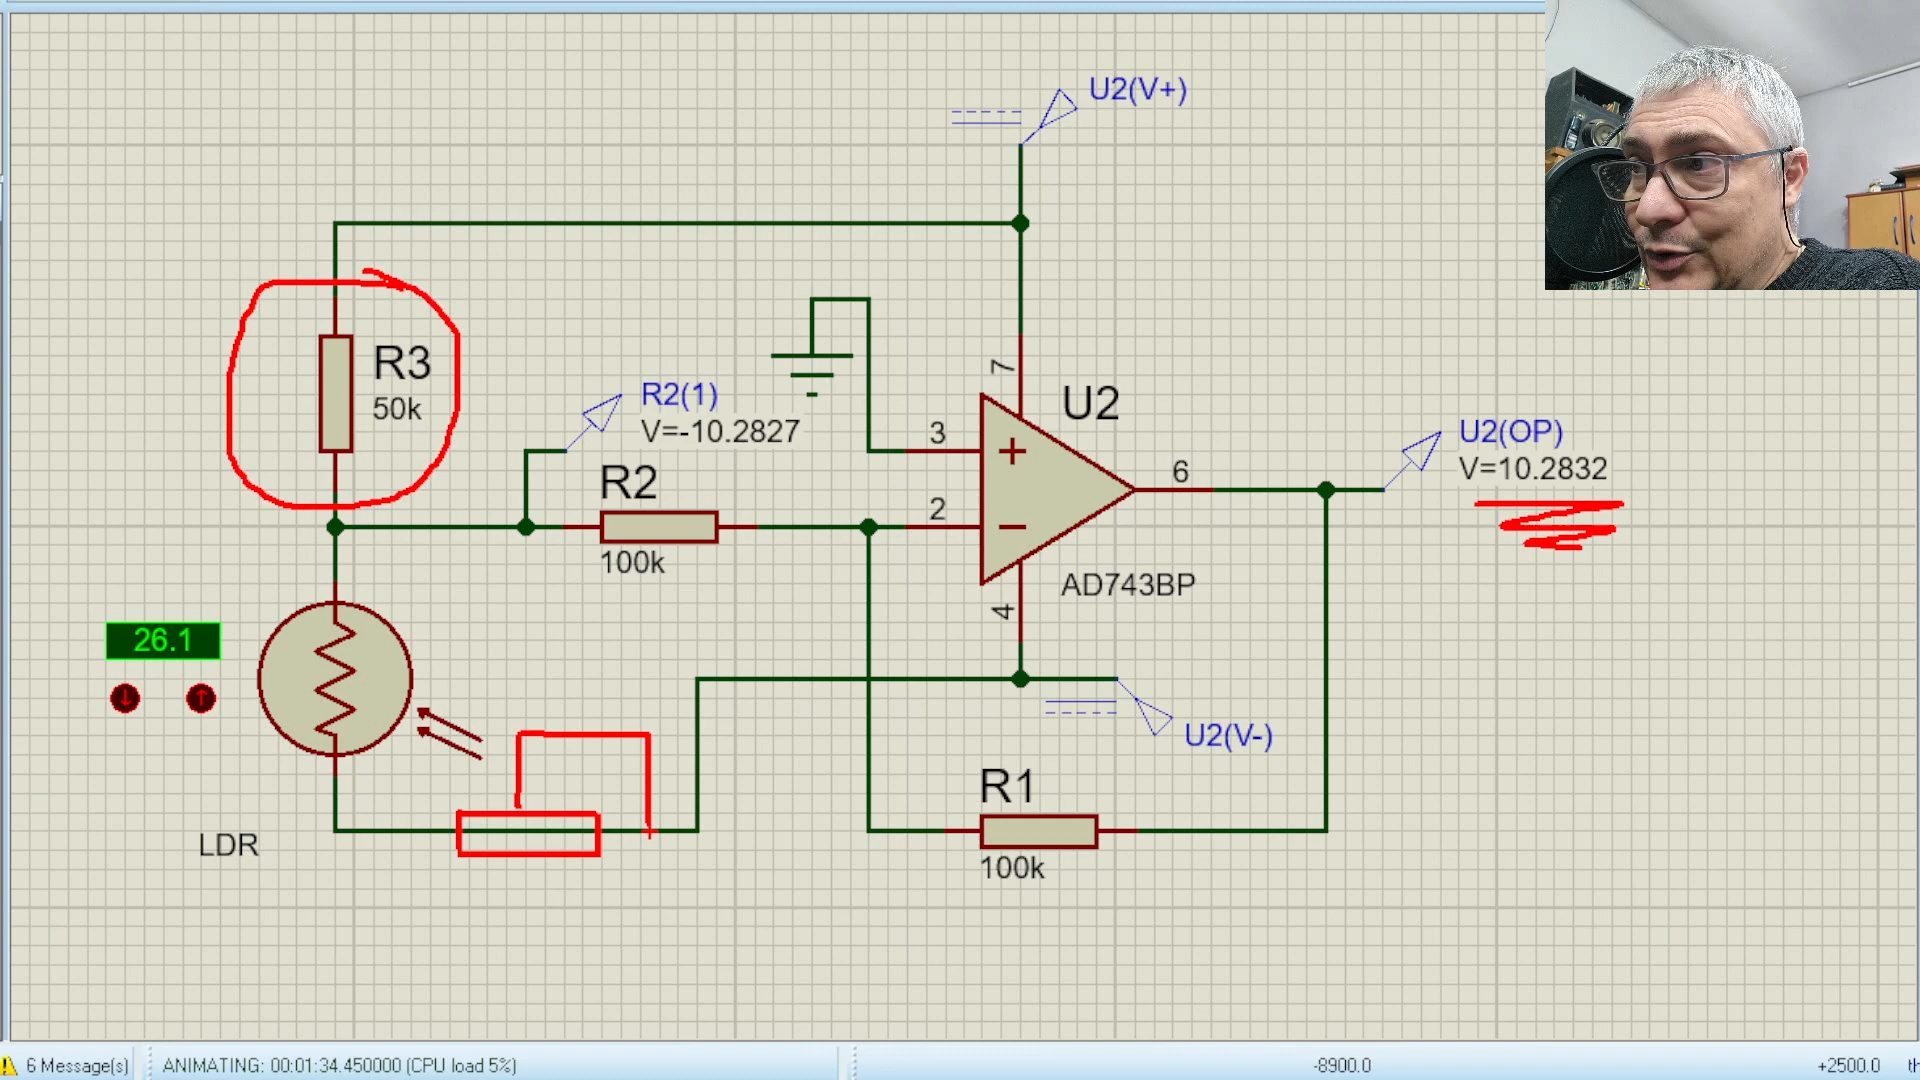 U2(V+)
R3
50k
R2(1)
V=-10.2827
7
U2
3
+
R2
100k
2
−
6
U2(OP)
V=10.2832
AD743BP
4
26.1
↓
↑
U2(V-)
LDR
R1
100k
6 Message(s)
ANIMATING: 00:01:34.450000 (CPU load 5%)
-8900.0
+2500.0
th